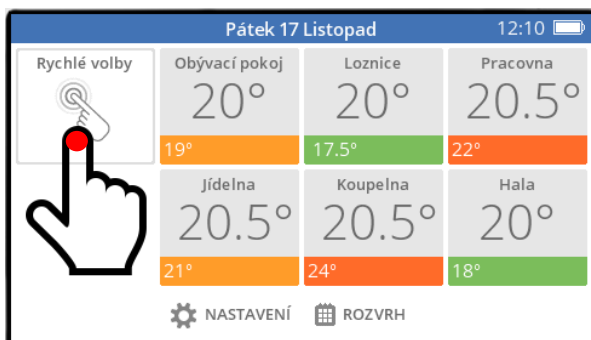 Pátek 17 Listopad 12:10
Rychlé volby
Obývací pokoj
20°
19°
Loznice
20°
17.5°
Pracovna
20.5°
22°
Jídelna
20.5°
21°
Koupelna
20.5°
24°
Hala
20°
18°
NASTAVENÍ ROZVRH